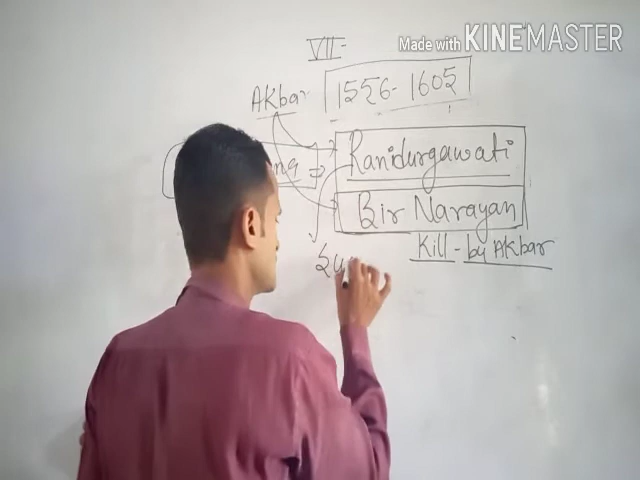 Made with KINEMASTER
VII-
Akbar 1556-1605
Ranidurgawati
Bir Narayan
Kill - by AKbar